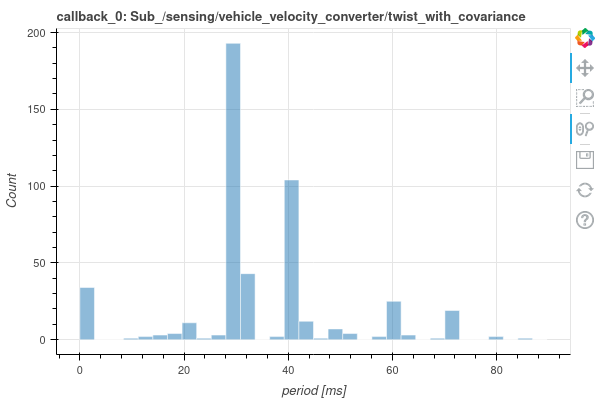 callback_0: Sub_/sensing/vehicle_velocity_converter/twist_with_covariance
200
150
100
50
0
Count
0 20 40 60 80
period [ms]